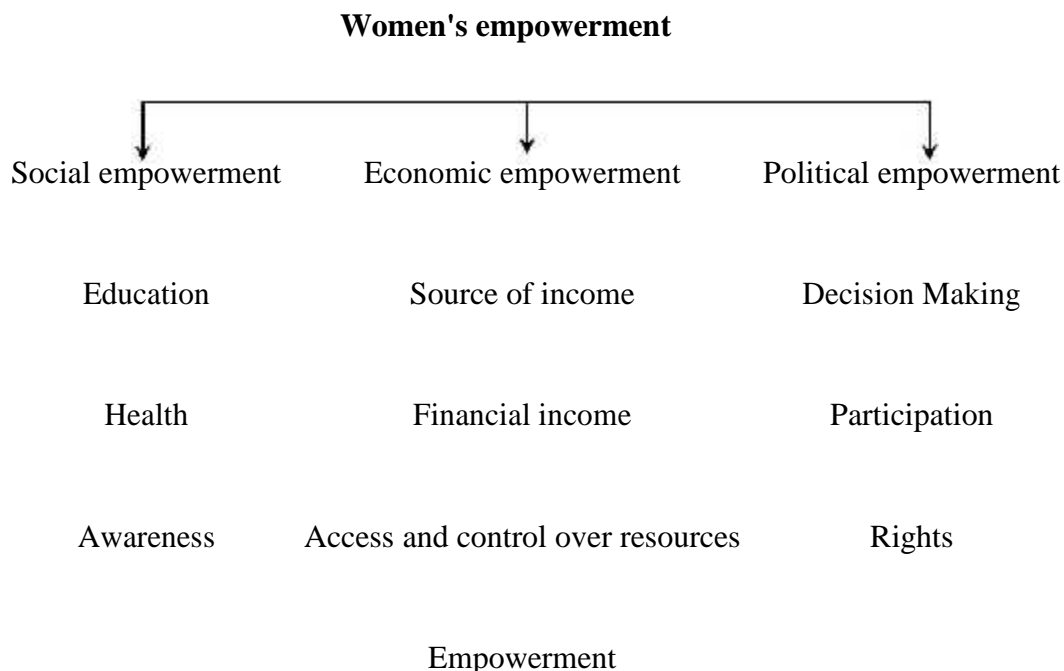 Women's empowerment
Social empowerment Economic empowerment Political empowerment
Education Source of income Decision Making
Health Financial income Participation
Awareness Access and control over resources Rights
Empowerment